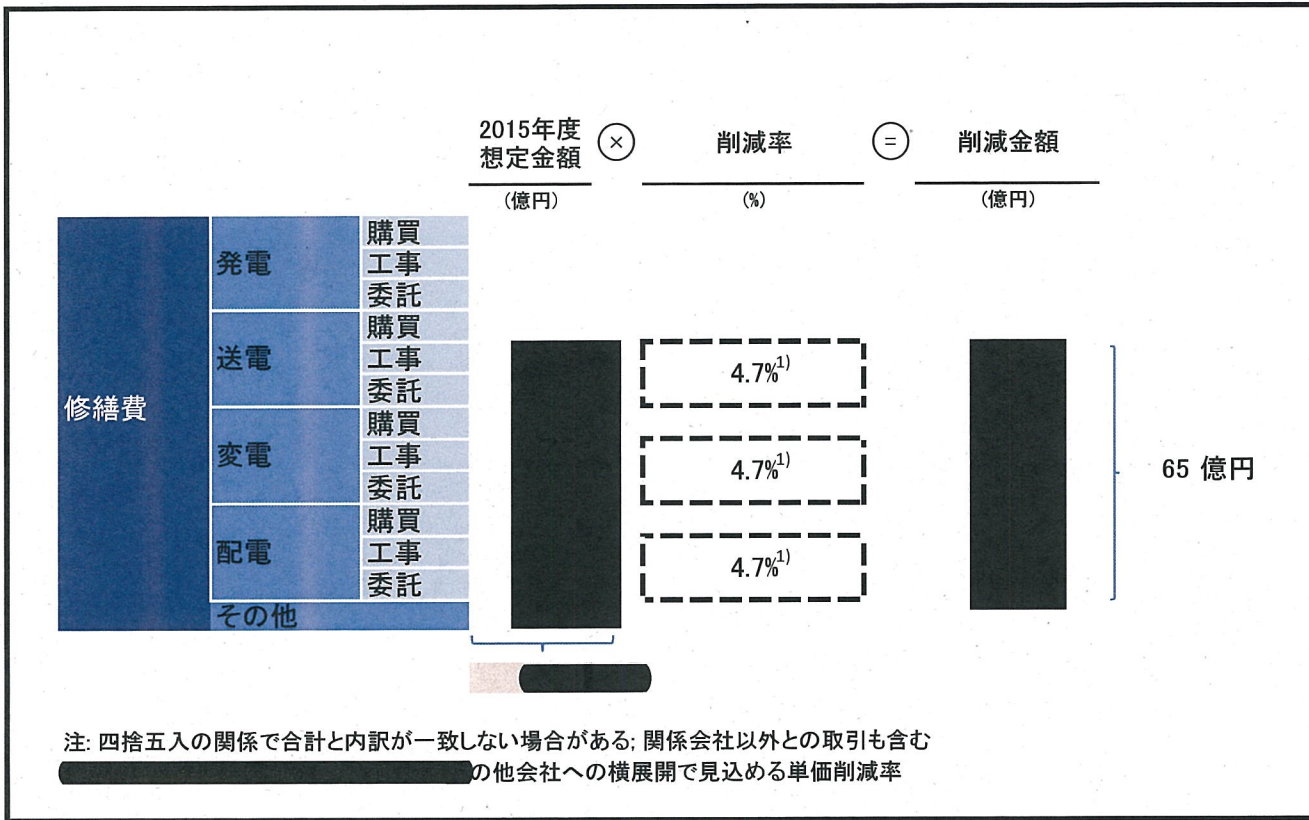 2015年度
想定金額
×
削減率
=
削減金額
(億円)
(%)
(億円)
修繕費
発電
購買
工事
委託
送電
購買
工事
委託
変電
購買
工事
委託
配電
購買
工事
委託
その他
4.7%1)
4.7%1)
4.7%1)
65 億円
注: 四捨五入の関係で合計と内訳が一致しない場合がある; 関係会社以外との取引も含む
の他会社への横展開で見込める単価削減率